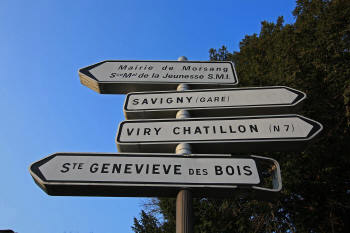 Mairie de Morsang
Sce Mal de la Jeunesse S.M.J.
SAVIGNY (GARE)
VIRY CHATILLON (N 7)
STE GENEVIEVE DES BOIS